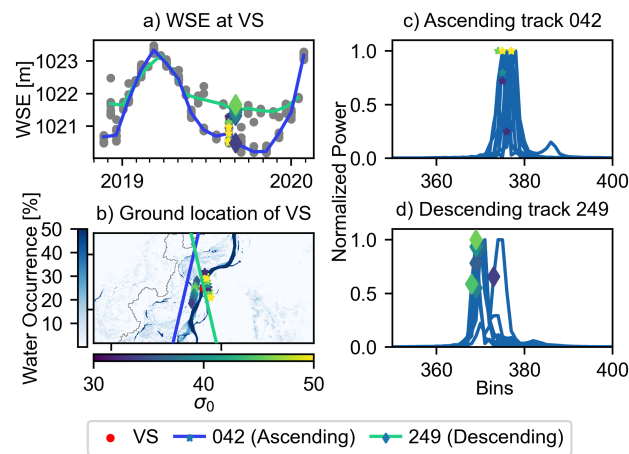 a) WSE at VS
c) Ascending track 042
WSE [m]
1023
1022
1021
2019
2020
Normalized Power
1.0
0.5
0.0
360
380
400
b) Ground location of VS
d) Descending track 249
Water Occurrence [%]
50
40
30
20
10
30
40
50
σ0
1.0
0.5
0.0
360
380
400
Bins
VS
042 (Ascending)
249 (Descending)